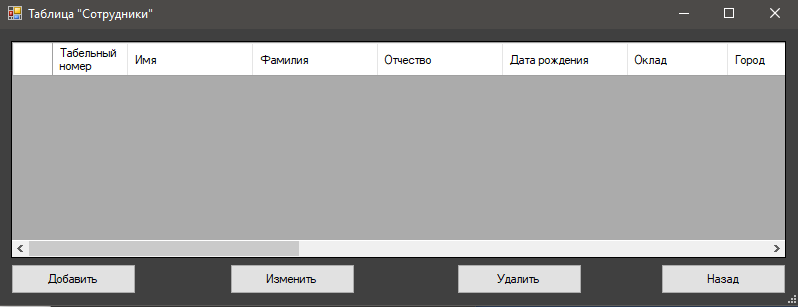 Таблица "Сотрудники"
Табельный
номер
Имя
Фамилия
Отчество
Дата рождения
Оклад
Город
Добавить
Изменить
Удалить
Назад